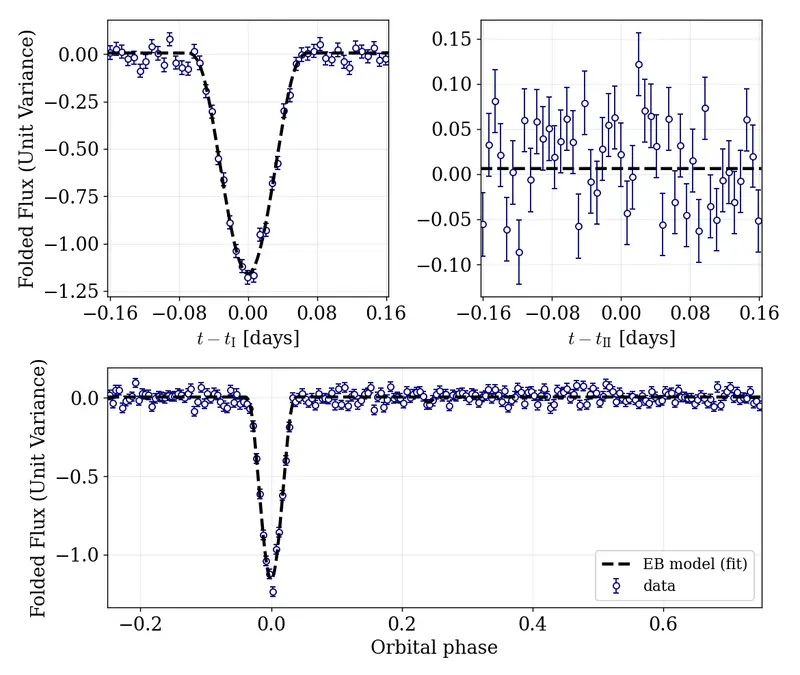 Folded Flux (Unit Variance)
0.00
−0.25
−0.50
−0.75
−1.00
−1.25
−0.16 −0.08 0.00 0.08 0.16
t − tI [days]
0.15
0.10
0.05
0.00
−0.05
−0.10
−0.16 −0.08 0.00 0.08 0.16
t − tII [days]
Folded Flux (Unit Variance)
0.0
−0.5
−1.0
EB model (fit)
data
−0.2 0.0 0.2 0.4 0.6
Orbital phase